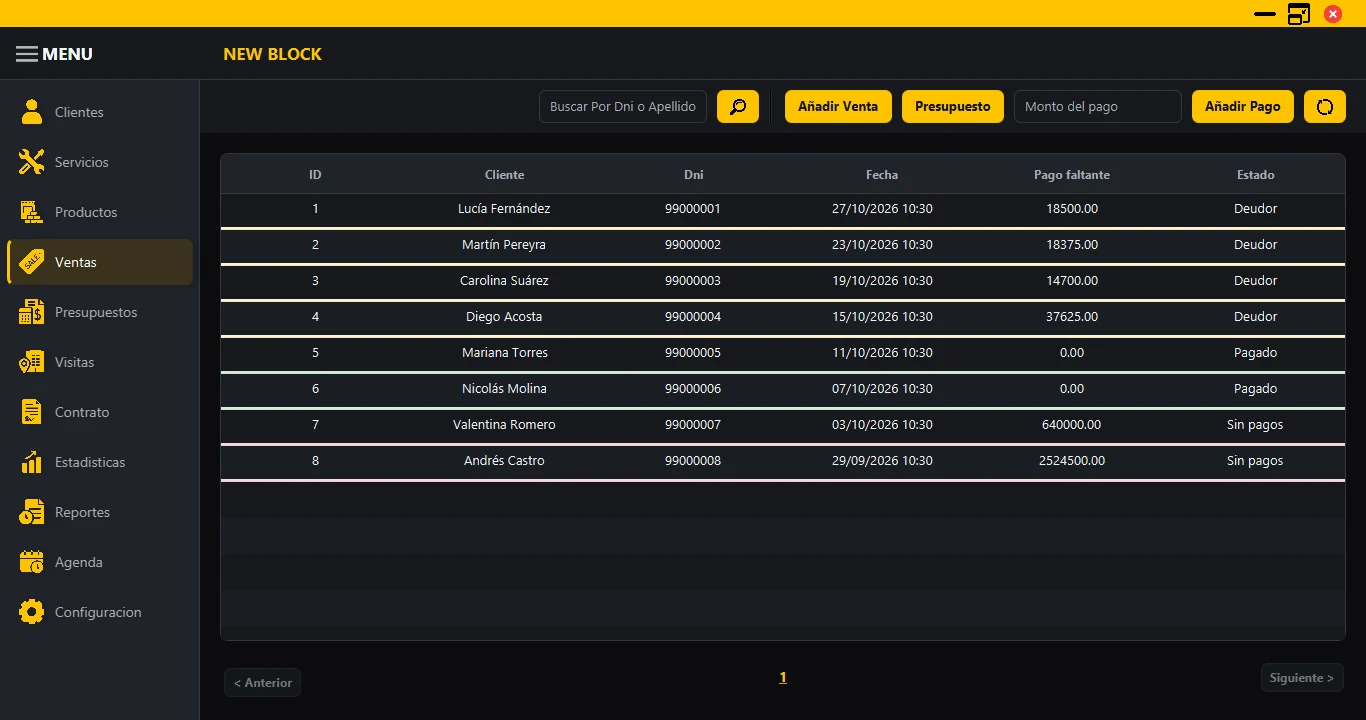 MENU
NEW BLOCK
Clientes
Servicios
Productos
SALE
Ventas
Presupuestos
Visitas
Contrato
Estadisticas
Reportes
Agenda
Configuracion
Buscar Por Dni o Apellido
Añadir Venta
Presupuesto
Monto del pago
Añadir Pago
ID Cliente Dni Fecha Pago faltante Estado
1 Lucía Fernández 99000001 27/10/2026 10:30 18500.00 Deudor
2 Martín Pereyra 99000002 23/10/2026 10:30 18375.00 Deudor
3 Carolina Suárez 99000003 19/10/2026 10:30 14700.00 Deudor
4 Diego Acosta 99000004 15/10/2026 10:30 37625.00 Deudor
5 Mariana Torres 99000005 11/10/2026 10:30 0.00 Pagado
6 Nicolás Molina 99000006 07/10/2026 10:30 0.00 Pagado
7 Valentina Romero 99000007 03/10/2026 10:30 640000.00 Sin pagos
8 Andrés Castro 99000008 29/09/2026 10:30 2524500.00 Sin pagos
< Anterior
1
Siguiente >